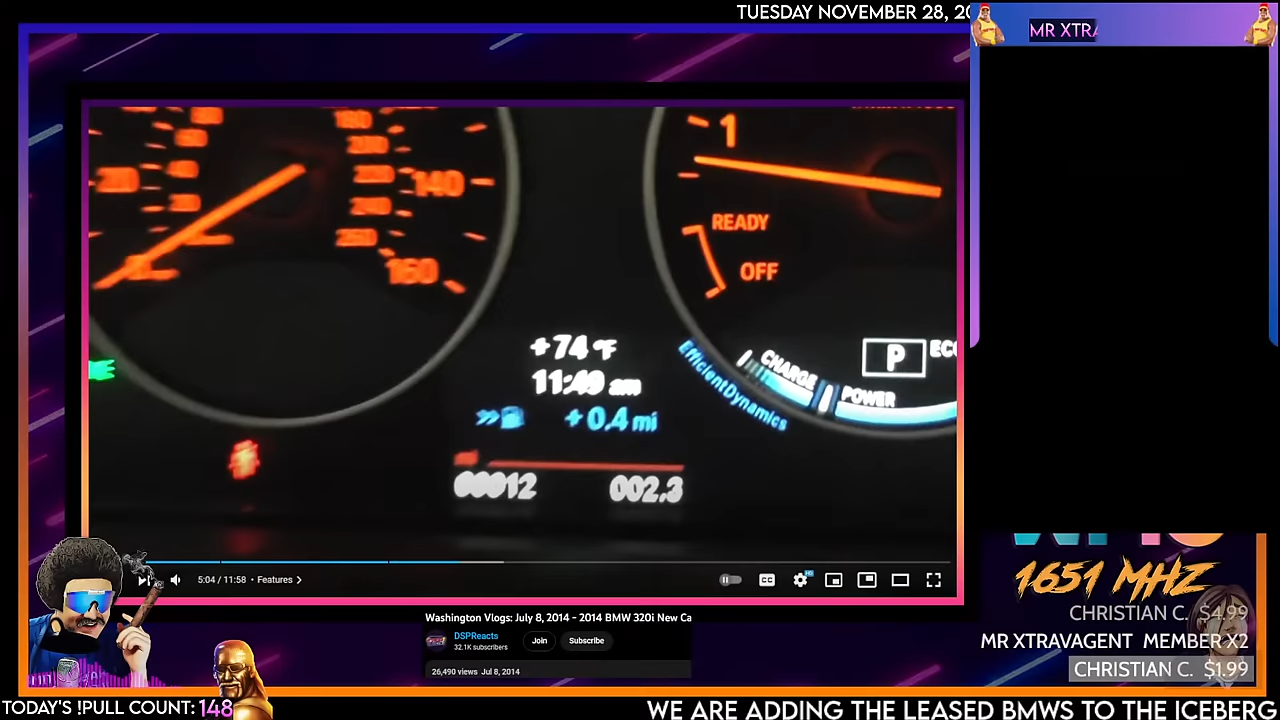 TUESDAY NOVEMBER 28, 20
MR XTRA
140
160
1
READY
OFF
+74 °F
11:49 am
+0.4 mi
00012
002.3
CHARGE
POWER
EfficientDynamics
P
ECO
5:04 / 11:58 • Features >
CC
HD
Washington Vlogs: July 8, 2014 - 2014 BMW 320i New Ca
DSPReacts
32.1K subscribers
Join
Subscribe
26,490 views Jul 8, 2014
1651 MHZ
CHRISTIAN C. $4.99
MR XTRAVAGENT MEMBER X2
CHRISTIAN C. $1.99
TODAY'S !PULL COUNT: 148
WE ARE ADDING THE LEASED BMWS TO THE ICEBERG